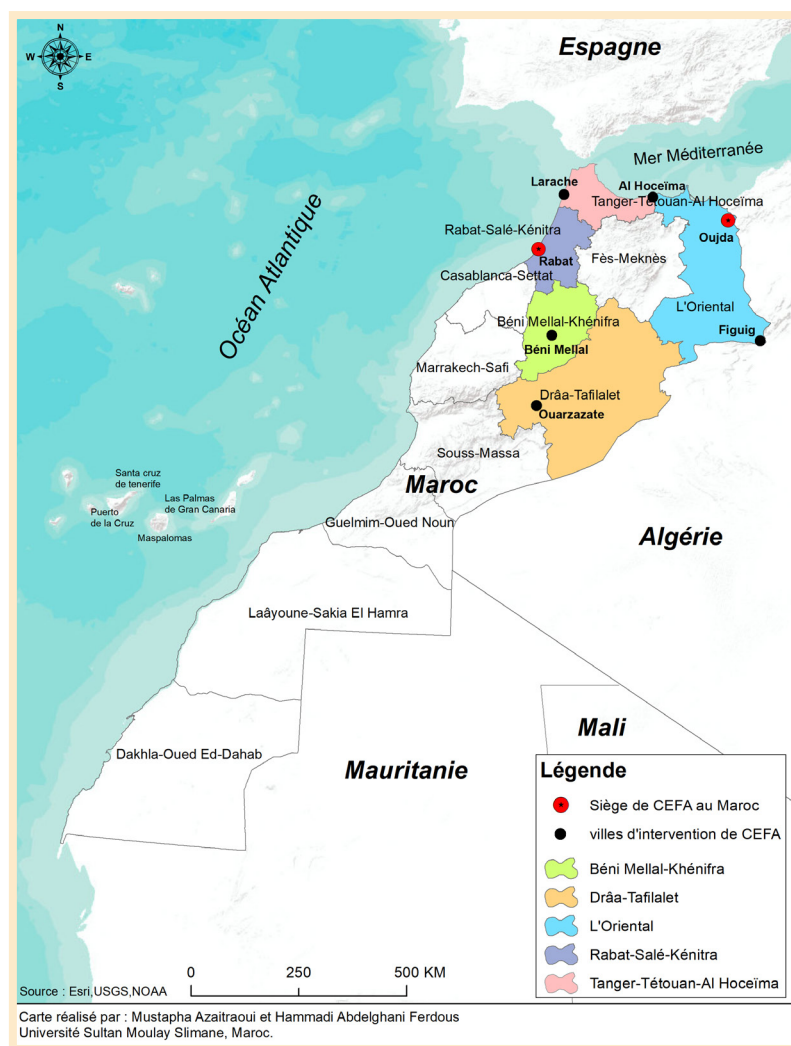 N
W
E
S
Espagne
Mer Méditerranée
Océan Atlantique
Larache
Al Hoceïma
Tanger-Tétouan-Al Hoceïma
Rabat-Salé-Kénitra
Oujda
Rabat
Fès-Meknès
Casablanca-Settat
L'Oriental
Béni Mellal-Khénifra
Figuig
Béni Mellal
Marrakech-Safi
Drâa-Tafilalet
Ouarzazate
Souss-Massa
Maroc
Santa cruz
de tenerife
Las Palmas
de Gran Canaria
Puerto
de la Cruz
Maspalomas
Guelmim-Oued Noun
Algérie
Laâyoune-Sakia El Hamra
Mali
Dakhla-Oued Ed-Dahab
Mauritanie
Légende
Siège de CEFA au Maroc
villes d'intervention de CEFA
Béni Mellal-Khénifra
Drâa-Tafilalet
L'Oriental
Rabat-Salé-Kénitra
Tanger-Tétouan-Al Hoceïma
0 250 500 KM
Source : Esri,USGS,NOAA
Carte réalisé par : Mustapha Azaitraoui et Hammadi Abdelghani Ferdous
Université Sultan Moulay Slimane, Maroc.